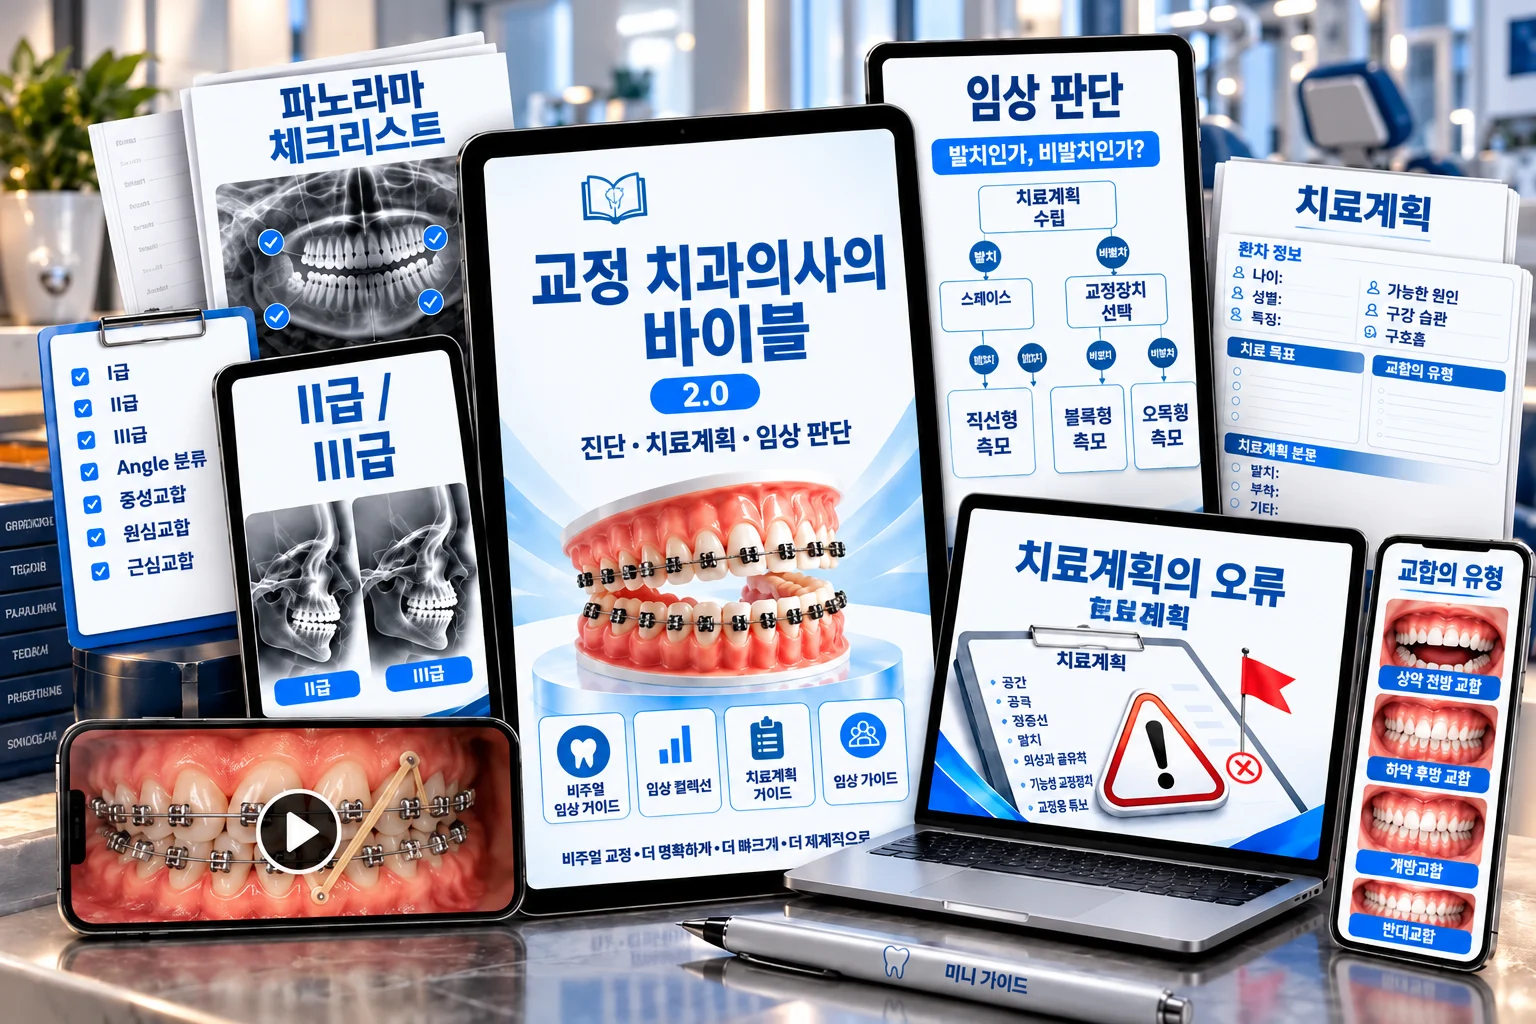 파노라마
체크리스트
I급
II급
III급
Angle 분류
중성교합
원심교합
근심교합
II급 /
III급
II급
III급
교정 치과의사의
바이블
2.0
진단 · 치료계획 · 임상 판단
비주얼
임상 거이드
임상 컬렉션
치료계획
거이드
임상 가이드
비주얼 교정 • 더 명확하게 • 더 빠르게 • 더 체계적으로
임상 판단
발치인가, 비발치인가?
치료계획
수립
발치
스페이스
교정장치
선택
직선형
측모
볼록형
측모
오목횡
측모
치료계획
환자 정보
나이:
성별:
특징:
가능한 원인
구강 습관
구호흡
치료 목표
교합의 유형
치료계획 본문
발치:
부착:
기타:
치료계획의 오류
치료계획
공간
공곡
정중선
발치
교합의 유형
상악 전방 교합
하악 후방 교합
개방교합
반대교합
미니 가이드